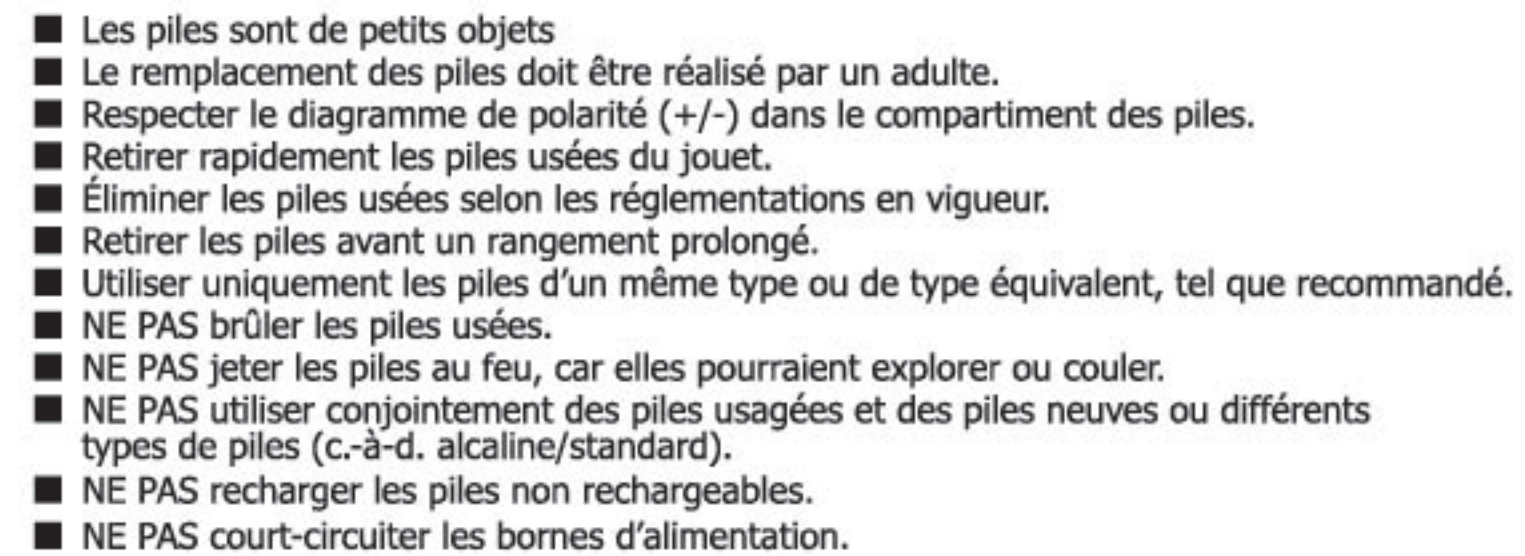 ■ Les piles sont de petits objets
■ Le remplacement des piles doit être réalisé par un adulte.
■ Respecter le diagramme de polarité (+/-) dans le compartiment des piles.
■ Retirer rapidement les piles usées du jouet.
■ Éliminer les piles usées selon les réglementations en vigueur.
■ Retirer les piles avant un rangement prolongé.
■ Utiliser uniquement les piles d'un même type ou de type équivalent, tel que recommandé.
■ NE PAS brûler les piles usées.
■ NE PAS jeter les piles au feu, car elles pourraient explorer ou couler.
■ NE PAS utiliser conjointement des piles usagées et des piles neuves ou différents
types de piles (c.-à-d. alcaline/standard).
■ NE PAS recharger les piles non rechargeables.
■ NE PAS court-circuiter les bornes d'alimentation.